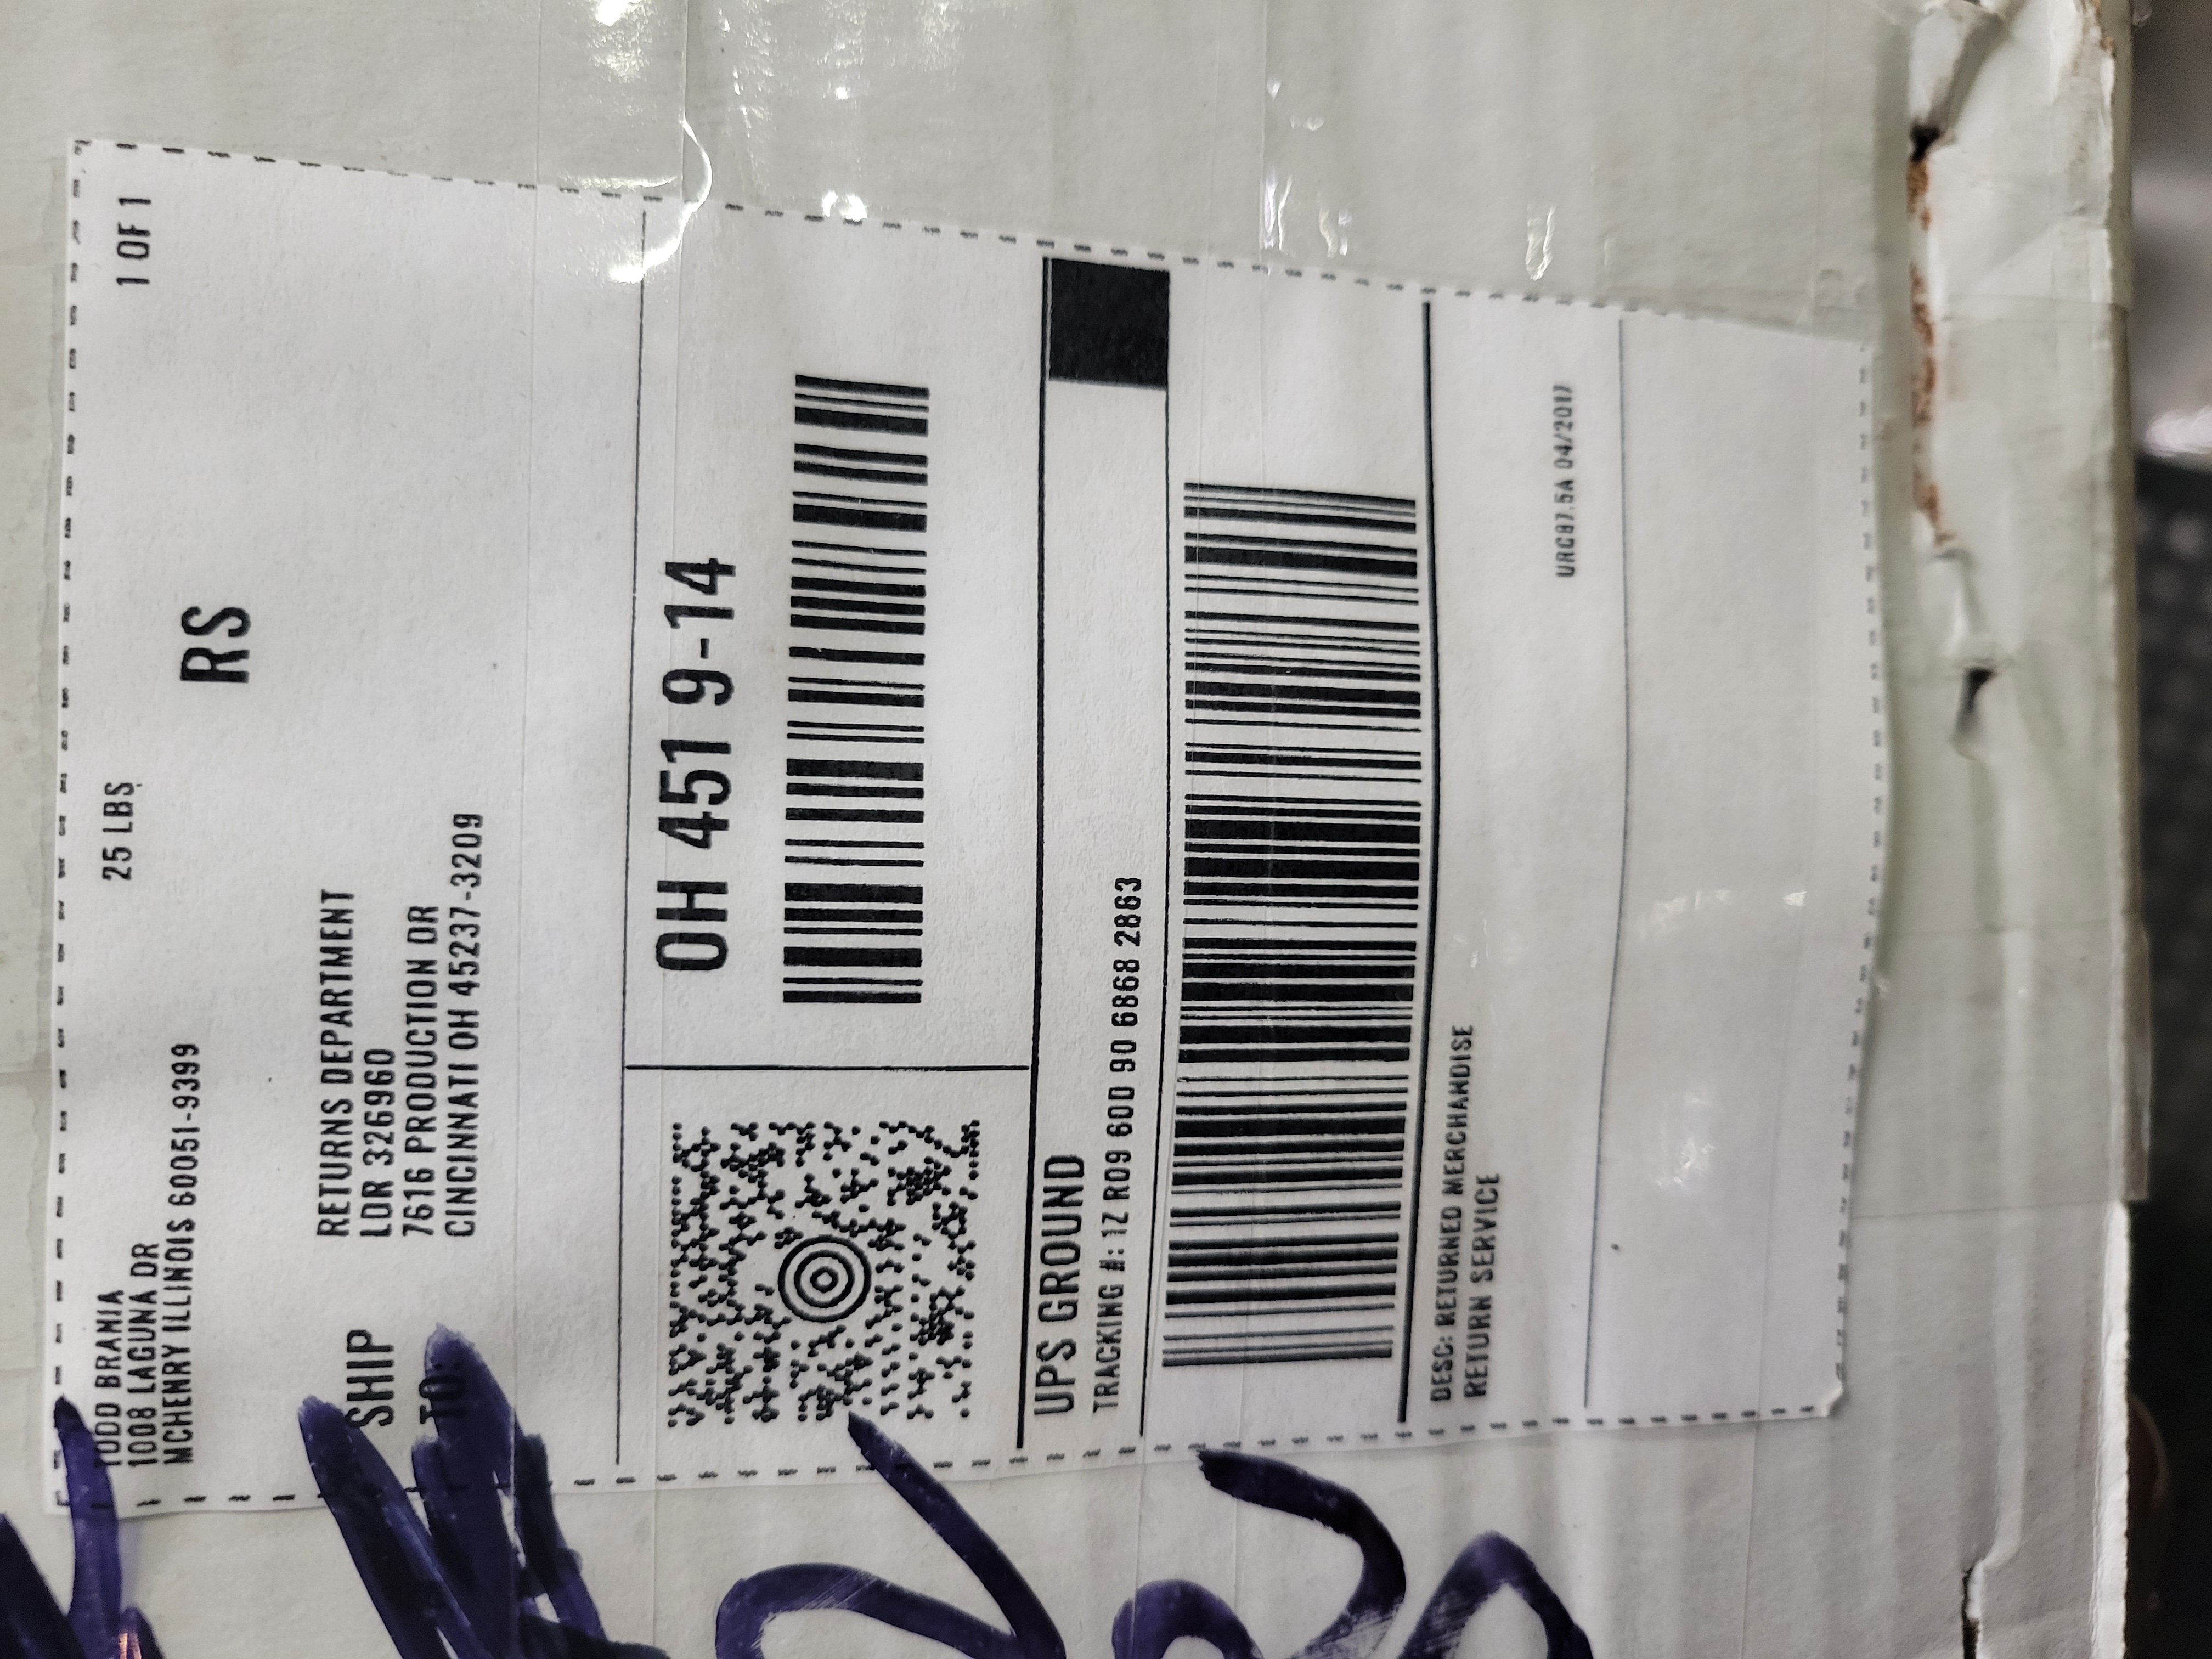 TODD BRANIA
1008 LAGUNA DR
MCHENRY ILLINOIS 60051-9399
25 LBS
1 OF 1
RS
SHIP
TO:
RETURNS DEPARTMENT
LDR 326960
7616 PRODUCTION DR
CINCINNATI OH 45237-3209
OH 451 9-14
UPS GROUND
TRACKING #: 1Z R09 60D 90 6868 2863
DESC: RETURNED MERCHANDISE
RETURN SERVICE
URC87.5A 04/2017